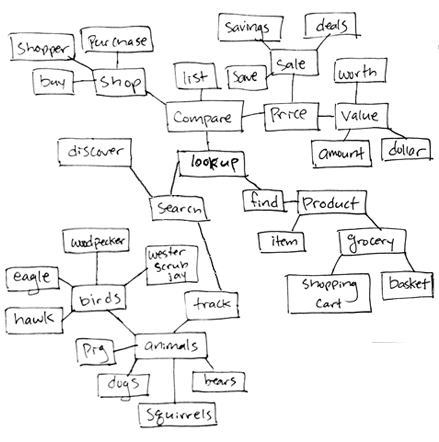 savings
deals
Shopper
Purchase
list
save
sale
worth
buy
Shop
Compare
Price
Value
discover
lookup
amount
dollar
search
find
Product
item
grocery
woodpecker
wester
scrub
jay
eagle
birds
track
shopping
cart
basket
hawk
Pig
animals
dogs
bears
Squirrels